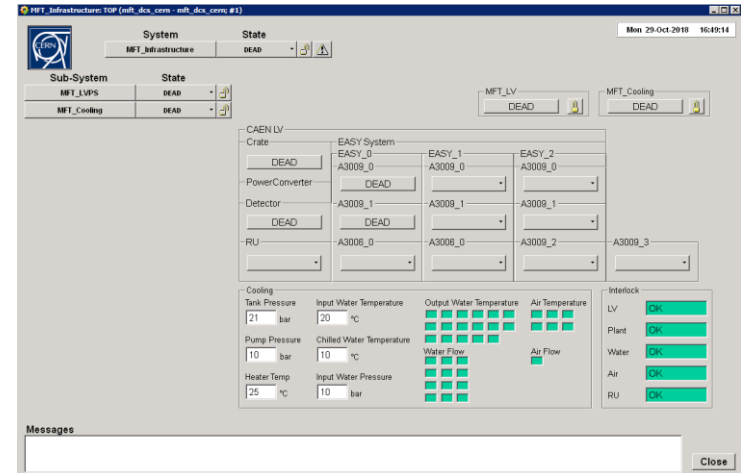 MFT_Infrastructure: TOP (mft_dcs_cern - mft_dcs_cern; #1)
CERN
System State
MFT_Infrastructure DEAD
Mon 29-Oct-2018 16:49:14
Sub-System State
MFT_LVPS DEAD
MFT_Cooling DEAD
MFT_LV MFT_Cooling
DEAD DEAD
CAEN LV
Crate EASY System
EASY_0 EASY_1 EASY_2
DEAD A3009_0 A3009_0 A3009_0
PowerConverter DEAD
Detector A3009_1 A3009_1 A3009_1
DEAD DEAD
RU A3006_0 A3006_0 A3009_2 A3009_3
Cooling Interlock
Tank Pressure Input Water Temperature Output Water Temperature Air Temperature
21 bar 20 °C LV OK
Pump Pressure Chilled Water Temperature Plant OK
10 bar 10 °C Water Flow Air Flow Water OK
Heater Temp Input Water Pressure Air OK
25 °C 10 bar RU OK
Messages
Close